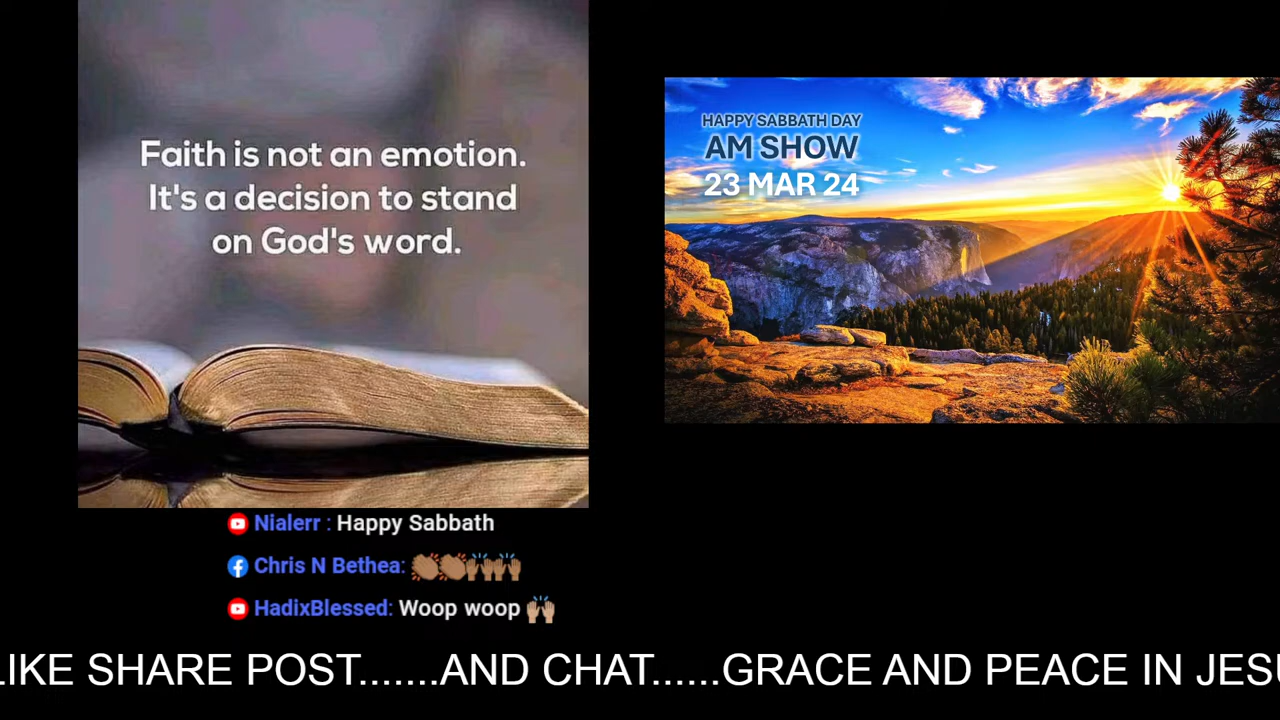 Faith is not an emotion.
It's a decision to stand
on God's word.
HAPPY SABBATH DAY
AM SHOW
23 MAR 24
Nialerr : Happy Sabbath
Chris N Bethea: 👏🏽👏🏽🙌🏽🙌🏽
HadixBlessed: Woop woop 🙌🏼
LIKE SHARE POST.......AND CHAT......GRACE AND PEACE IN JESU